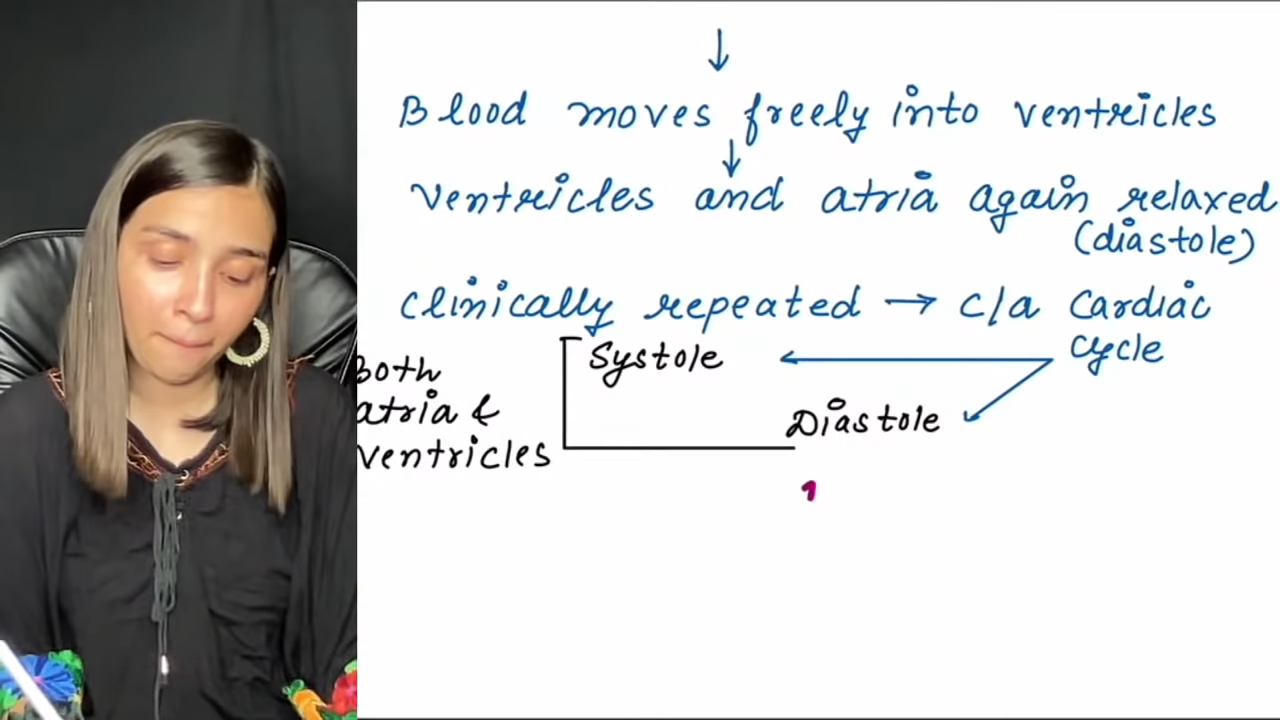 ↓
Blood moves freely into ventricles
↓
ventricles and atria again relaxed
(diastole)
clinically repeated → c/a Cardiac
cycle
Systole
Both
atria &
ventricles
Diastole